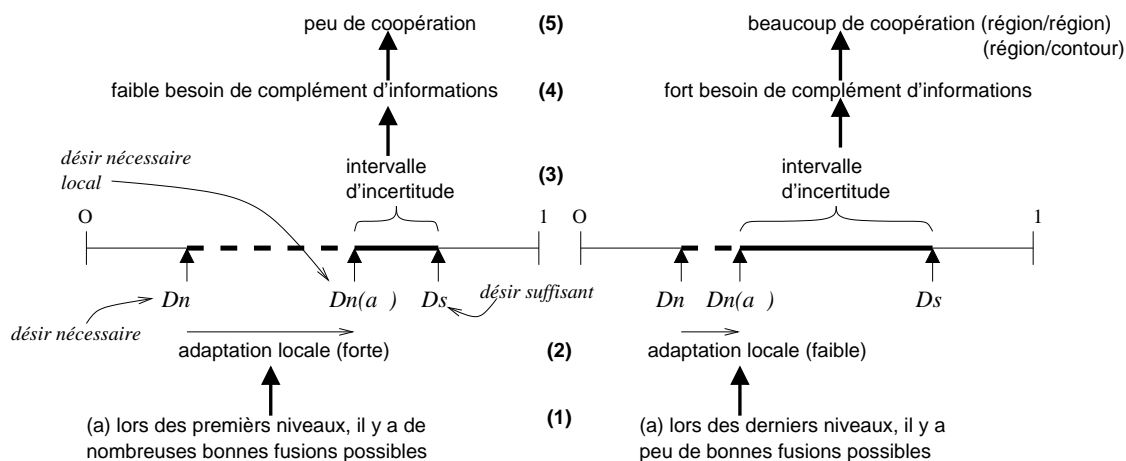 peu de coopération (5) beaucoup de coopération (région/région)
(région/contour)
faible besoin de complément d'informations (4) fort besoin de complément d'informations
désir nécessaire
local
intervalle
d'incertitude
(3)
intervalle
d'incertitude
O 1 O 1
Dn Dn(a ) Ds désir suffisant Dn Dn(a ) Ds
désir nécessaire
adaptation locale (forte) (2) adaptation locale (faible)
(1)
(a) lors des premièrs niveaux, il y a de
nombreuses bonnes fusions possibles
(a) lors des derniers niveaux, il y a
peu de bonnes fusions possibles